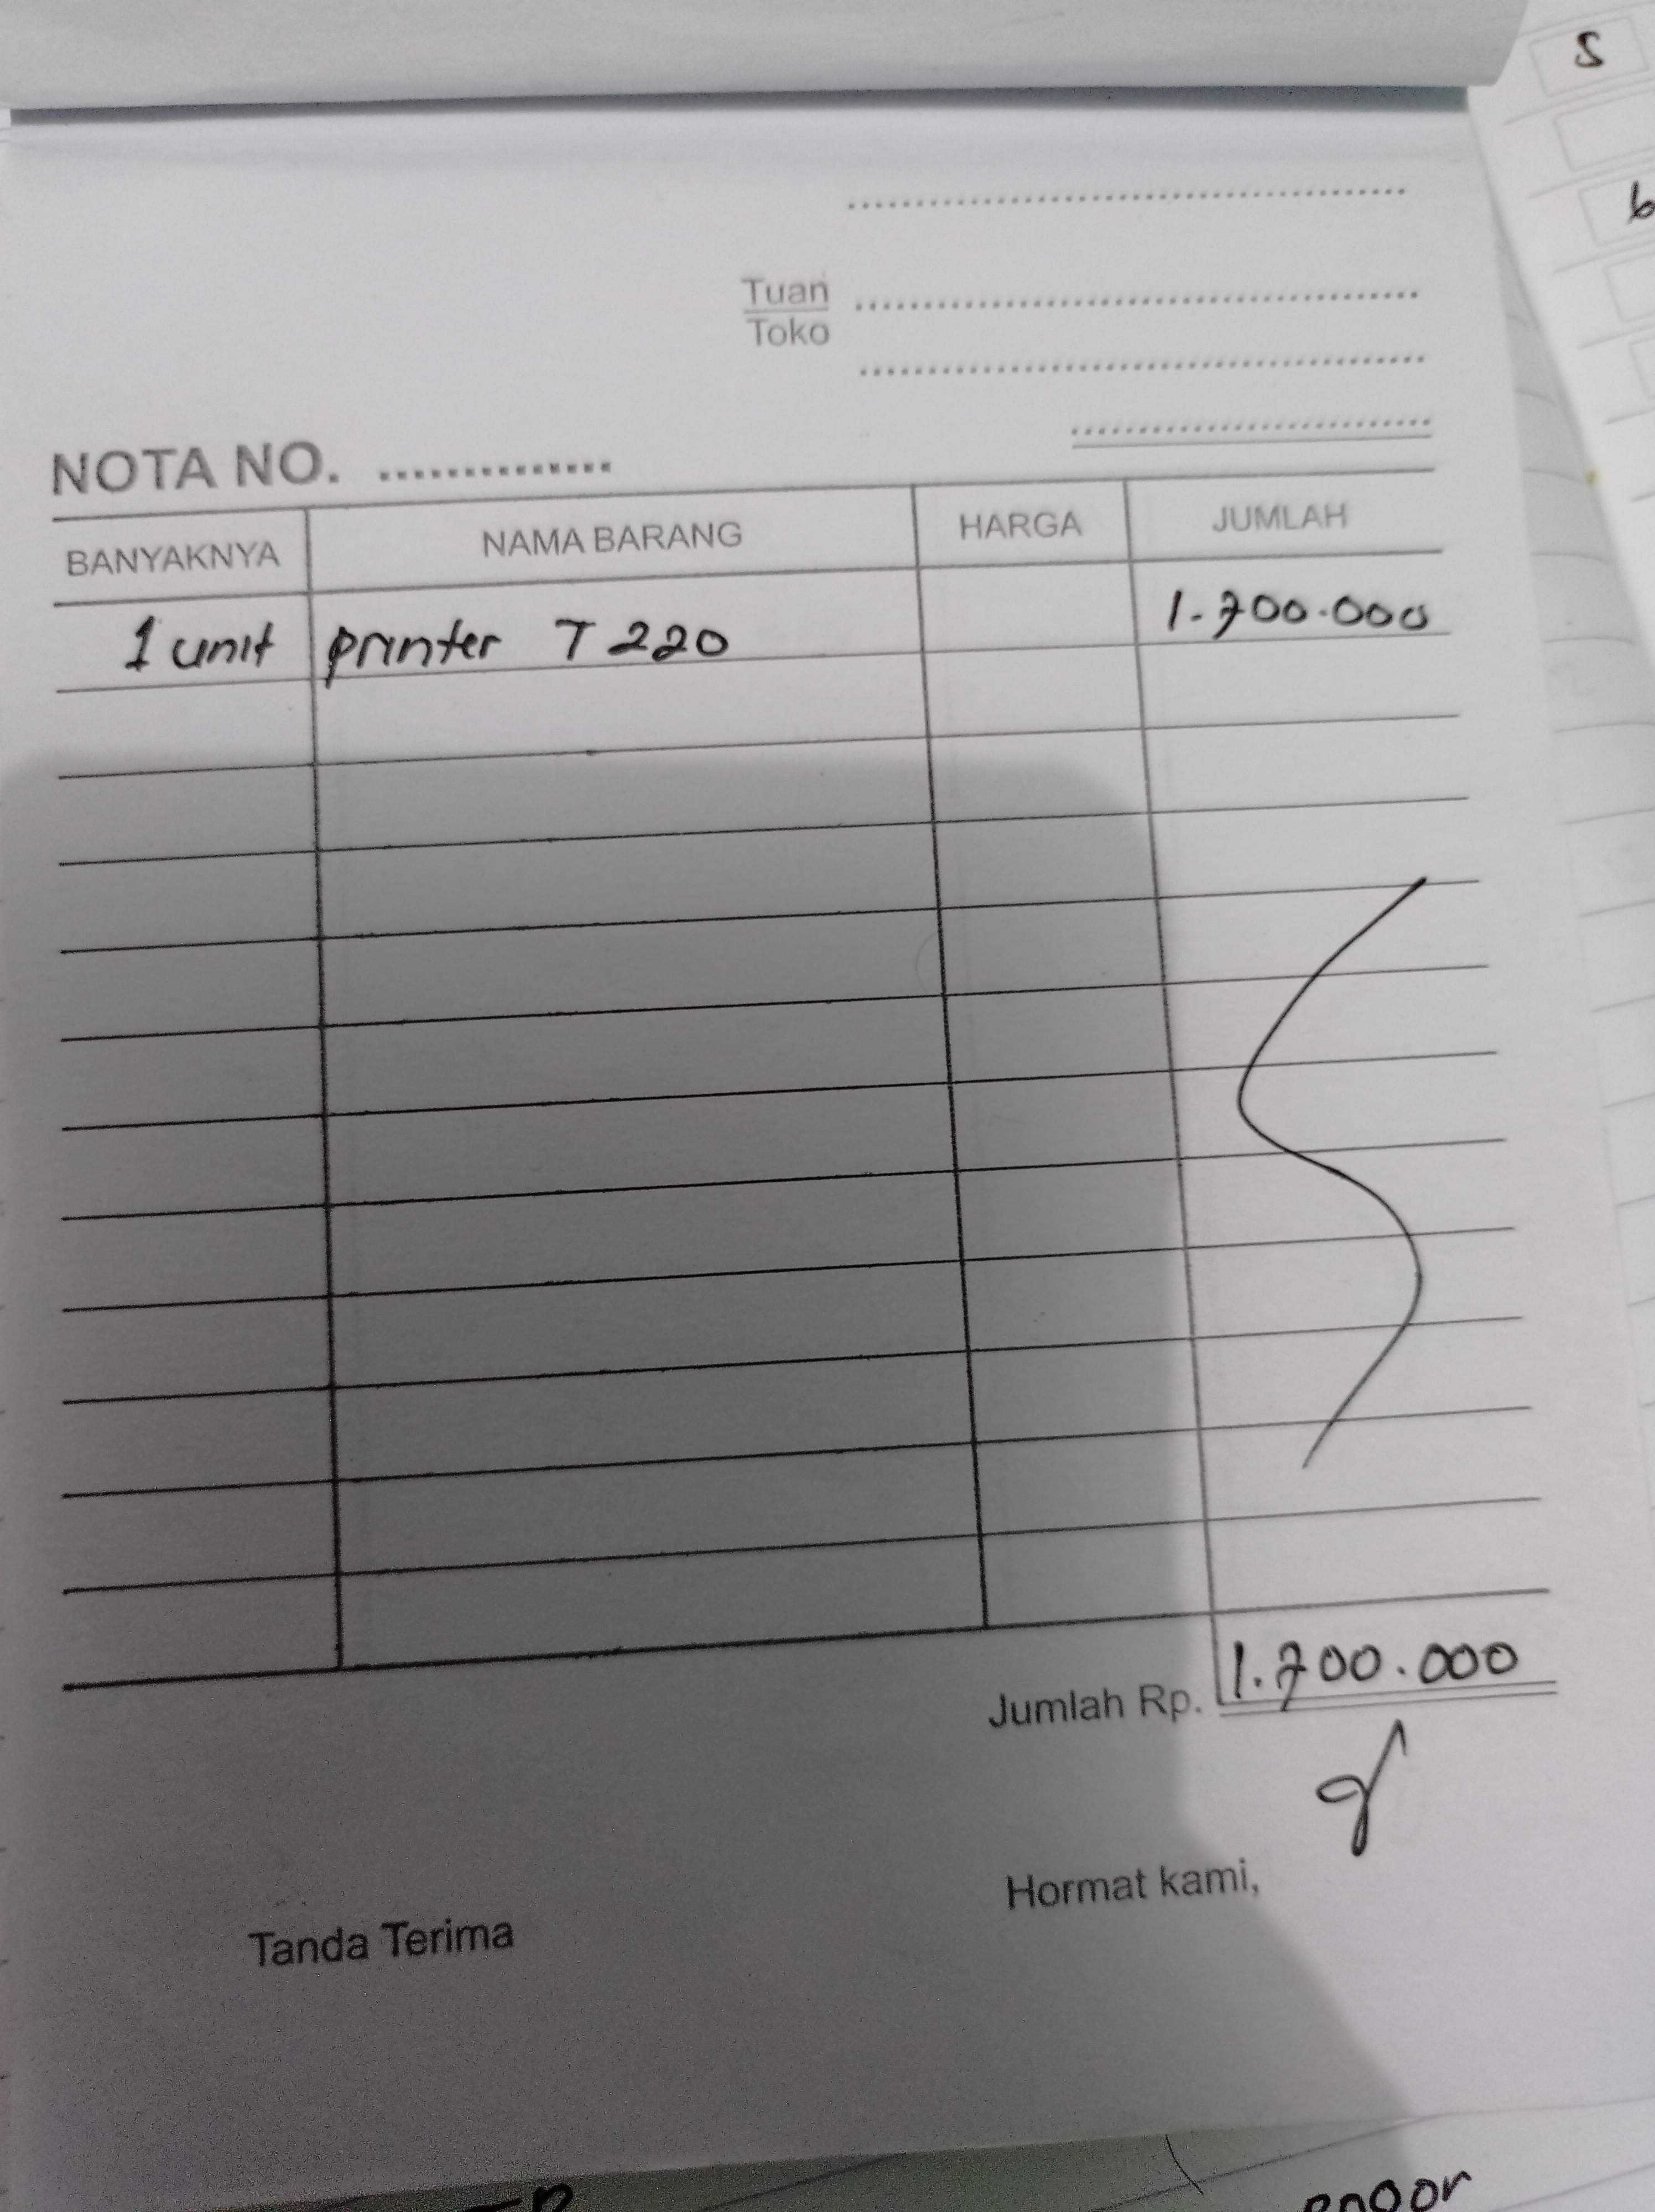 S
6
Tuan
Toko
NOTA NO.
BANYAKNYA NAMA BARANG HARGA JUMLAH
1 unit printer T 220 1.700.000
Jumlah Rp. 1.700.000
Hormat kami,
Tanda Terima